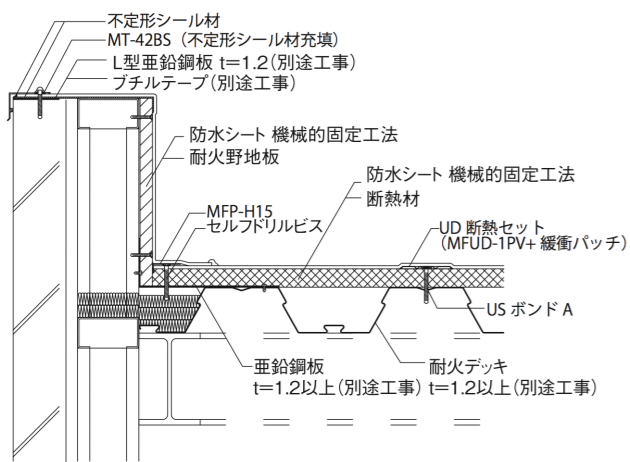 不定形シール材
MT-42BS（不定形シール材充填）
L型亜鉛鋼板 t=1.2（別途工事）
ブチルテープ（別途工事）
防水シート 機械的固定工法
耐火野地板
防水シート 機械的固定工法
断熱材
MFP-H15
セルフドリルビス
UD 断熱セット
（MFUD-1PV+ 緩衝パッチ）
US ボンド A
亜鉛鋼板
t=1.2以上（別途工事）
耐火デッキ
t=1.2以上（別途工事）